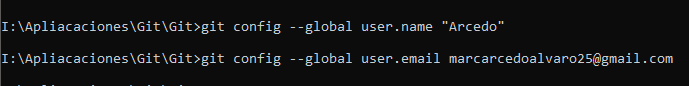 I:\Apliacaciones\Git\Git>git config --global user.name "Arcedo"
I:\Apliacaciones\Git\Git>git config --global user.email marcarcedoalvaro25@gmail.com